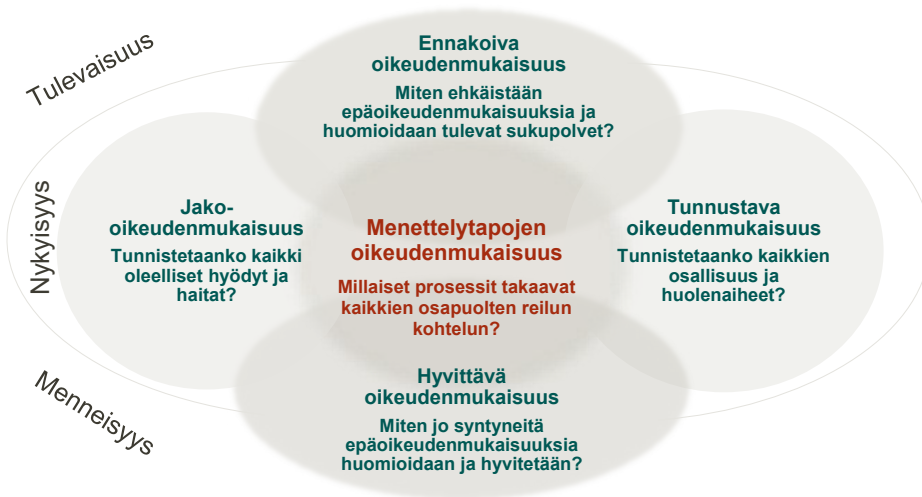 Tulevaisuus
Ennakoiva
oikeudenmukaisuus
Miten ehkäistään
epäoikeudenmukaisuuksia ja
huomioidaan tulevat sukupolvet?
Nykyisyys
Jako-
oikeudenmukaisuus
Tunnistetaanko kaikki
oleelliset hyödyt ja
haitat?
Menettelytapojen
oikeudenmukaisuus
Millaiset prosessit takaavat
kaikkien osapuolten reilun
kohtelun?
Tunnustava
oikeudenmukaisuus
Tunnistetaanko kaikkien
osallisuus ja
huolenaiheet?
Menneisyys
Hyvittävä
oikeudenmukaisuus
Miten jo syntyneitä
epäoikeudenmukaisuuksia
huomioidaan ja hyvitetään?